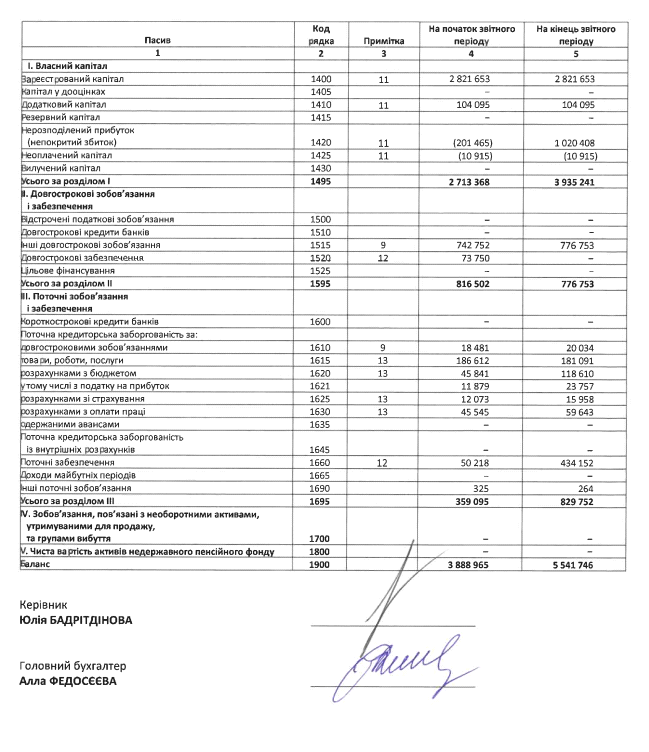 Пасив Код рядка Примітка На початок звітного періоду На кінець звітного періоду
1 2 3 4 5
І. Власний капітал
Зареєстрований капітал 1400 11 2 821 653 2 821 653
Капітал у дооцінках 1405 – –
Додатковий капітал 1410 11 104 095 104 095
Резервний капітал 1415 – –
Нерозподілений прибуток
(непокритий збиток) 1420 11 (201 465) 1 020 408
Неоплачений капітал 1425 11 (10 915) (10 915)
Вилучений капітал 1430 – –
Усього за розділом І 1495 2 713 368 3 935 241
ІІ. Довгострокові зобов’язання
і забезпечення
Відстрочені податкові зобов’язання 1500 – –
Довгострокові кредити банків 1510 – –
Інші довгострокові зобов’язання 1515 9 742 752 776 753
Довгострокові забезпечення 1520 12 73 750 –
Цільове фінансування 1525 – –
Усього за розділом ІІ 1595 816 502 776 753
ІІІ. Поточні зобов’язання
і забезпечення
Короткострокові кредити банків 1600 – –
Поточна кредиторська заборгованість за:
довгостроковими зобов’язаннями 1610 9 18 481 20 034
товари, роботи, послуги 1615 13 186 612 181 091
розрахунками з бюджетом 1620 13 45 841 118 610
у тому числі з податку на прибуток 1621 11 879 23 757
розрахунками зі страхування 1625 13 12 073 15 958
розрахунками з оплати праці 1630 13 45 545 59 643
одержаними авансами 1635 – –
Поточна кредиторська заборгованість
із внутрішніх розрахунків 1645 – –
Поточні забезпечення 1660 12 50 218 434 152
Доходи майбутніх періодів 1665 – –
Інші поточні зобов’язання 1690 325 264
Усього за розділом ІІІ 1695 359 095 829 752
IV. Зобов’язання, пов’язані з необоротними активами,
утримуваними для продажу,
та групами вибуття 1700 – –
V. Чиста вартість активів недержавного пенсійного фонду 1800 – –
Баланс 1900 3 888 965 5 541 746
Керівник
Юлія БАДРІТДІНОВА
Головний бухгалтер
Алла ФЕДОСЄЄВА